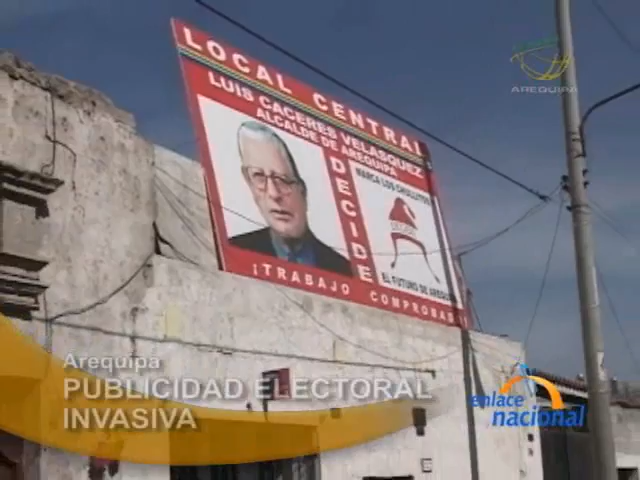 AREQUIPA
LOCAL CENTRAL
LUIS CACERES VELASQUEZ
ALCALDE DE AREQUIPA
DECIDE
MARCA LOS CHULLITOS
EL FUTURO DE AREQUIPA
¡TRABAJO COMPROBADO!
Arequipa
PUBLICIDAD ELECTORAL
INVASIVA
enlace
nacional